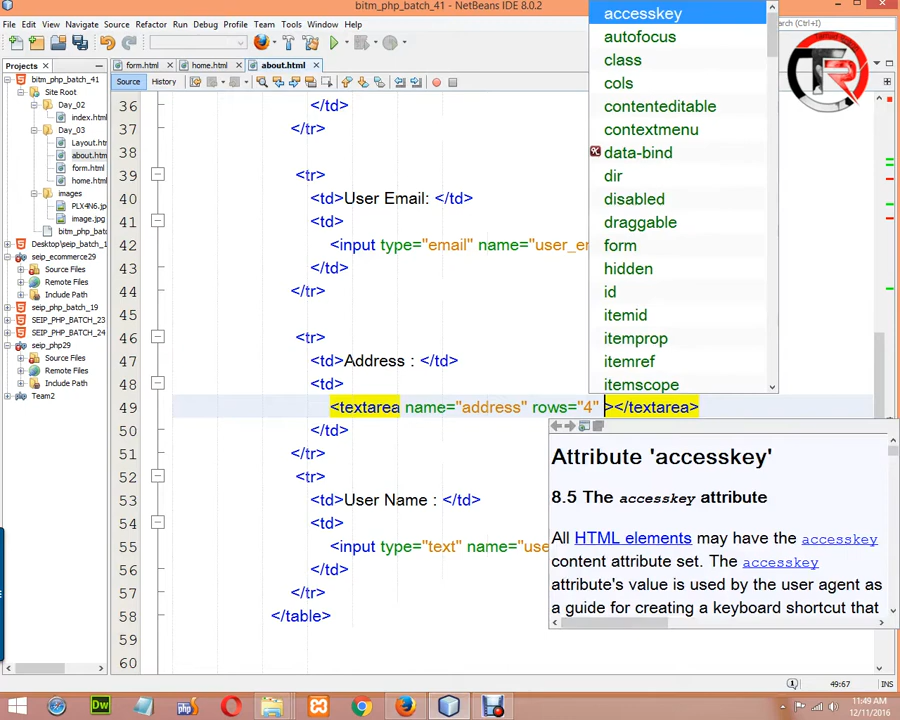 bitm_php_batch_41 - NetBeans IDE 8.0.2
File Edit View Navigate Source Refactor Run Debug Profile Team Tools Window Help
Search (Ctrl+I)
Projects
form.html home.html about.html
Source History
bitm_php_batch_41
Site Root
Day_02
index.html
Day_03
Layout.ht
about.htm
form.html
home.html
images
PLX4N6.jp
image.jpg
bitm_php_batc
Desktop\seip_batch_1
seip_ecommerce29
Source Files
Remote Files
Include Path
seip_php_batch_19
SEIP_PHP_BATCH_23
SEIP_PHP_BATCH_24
seip_php29
Source Files
Remote Files
Include Path
Team2
36 </td>
37 </tr>
38
39 <tr>
40 <td>User Email: </td>
41 <td>
42 <input type="email" name="user_e
43 </td>
44 </tr>
45
46 <tr>
47 <td>Address : </td>
48 <td>
49 <textarea name="address" rows="4" ></textarea>
50 </td>
51 </tr>
52 <tr>
53 <td>User Name : </td>
54 <td>
55 <input type="text" name="use
56 </td>
57 </tr>
58 </table>
59
60
accesskey
autofocus
class
cols
contenteditable
contextmenu
data-bind
dir
disabled
draggable
form
hidden
id
itemid
itemprop
itemref
itemscope
Attribute 'accesskey'
8.5 The accesskey attribute
All HTML elements may have the accesskey
content attribute set. The accesskey
attribute's value is used by the user agent as
a guide for creating a keyboard shortcut that
49:67 INS
11:49 AM
12/11/2016